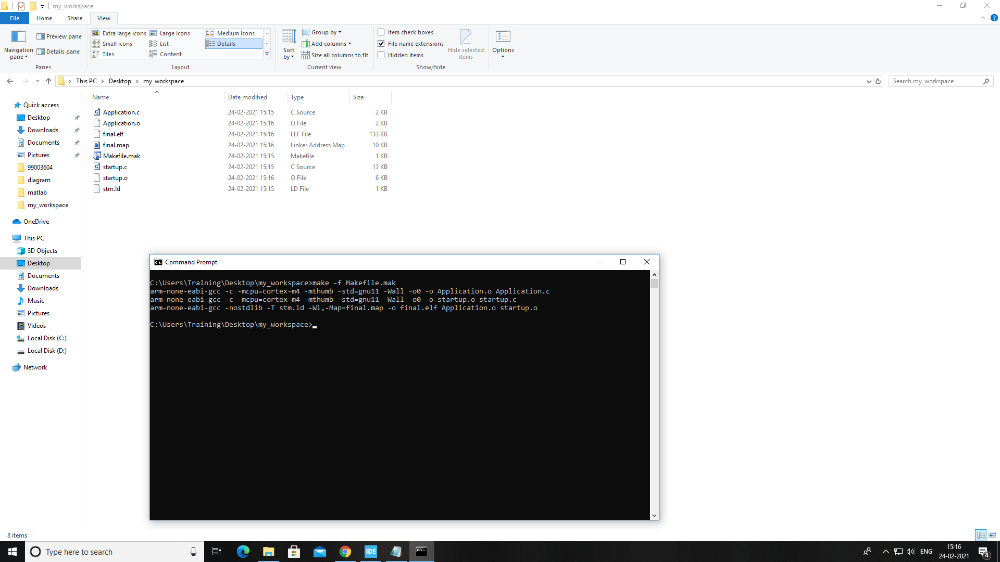 my_workspace
File Home Share View
Navigation pane
Preview pane
Details pane
Panes
Extra large icons Large icons Medium icons
Small icons List Details
Tiles Content
Layout
Sort by
Group by
Add columns
Size all columns to fit
Current view
Item check boxes
File name extensions
Hidden items
Hide selected items
Show/hide
Options
This PC Desktop my_workspace
Search my_workspace
Name Date modified Type Size
Application.c 24-02-2021 15:15 C Source 2 KB
Application.o 24-02-2021 15:16 O File 2 KB
final.elf 24-02-2021 15:16 ELF File 133 KB
final.map 24-02-2021 15:16 Linker Address Map 10 KB
Makefile.mak 24-02-2021 15:15 Makefile 1 KB
startup.c 24-02-2021 15:15 C Source 13 KB
startup.o 24-02-2021 15:16 O File 6 KB
stm.ld 24-02-2021 15:15 LD File 1 KB
Quick access
Desktop
Downloads
Documents
Pictures
99003604
diagram
matlab
my_workspace
OneDrive
This PC
3D Objects
Desktop
Documents
Downloads
Music
Pictures
Videos
Local Disk (C:)
Local Disk (D:)
Network
Command Prompt
C:\Users\Training\Desktop\my_workspace>make -f Makefile.mak
arm-none-eabi-gcc -c -mcpu=cortex-m4 -mthumb -std=gnu11 -Wall -o0 -o Application.o Application.c
arm-none-eabi-gcc -c -mcpu=cortex-m4 -mthumb -std=gnu11 -Wall -o0 -o startup.o startup.c
arm-none-eabi-gcc -nostdlib -T stm.ld -Wl,-Map=final.map -o final.elf Application.o startup.o
C:\Users\Training\Desktop\my_workspace>
8 items
Type here to search
IDE
ENG
15:16
24-02-2021
4